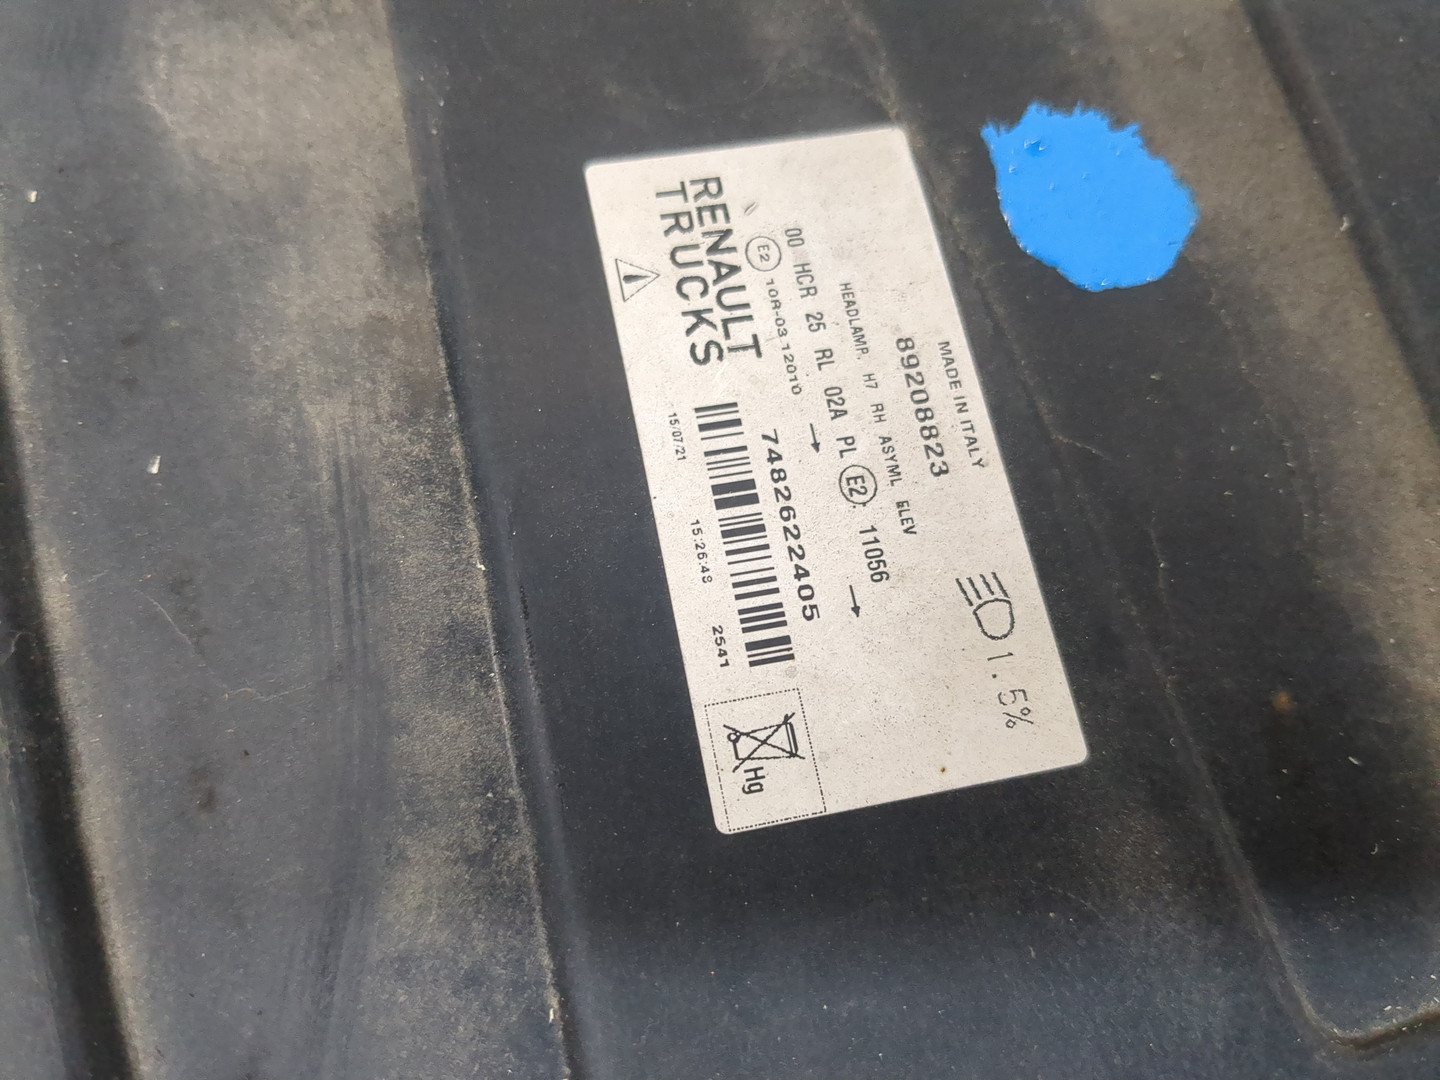 MADE IN ITALY
89208823
1.5%
HEADLAMP. H7 RH ASYML ELEV
00 HCR 25 RL 02A PL E2: 11056
E2 10R-03 12010 → →
RENAULT
TRUCKS
7482622405
15/07/21 15:26:48 2541
Hg